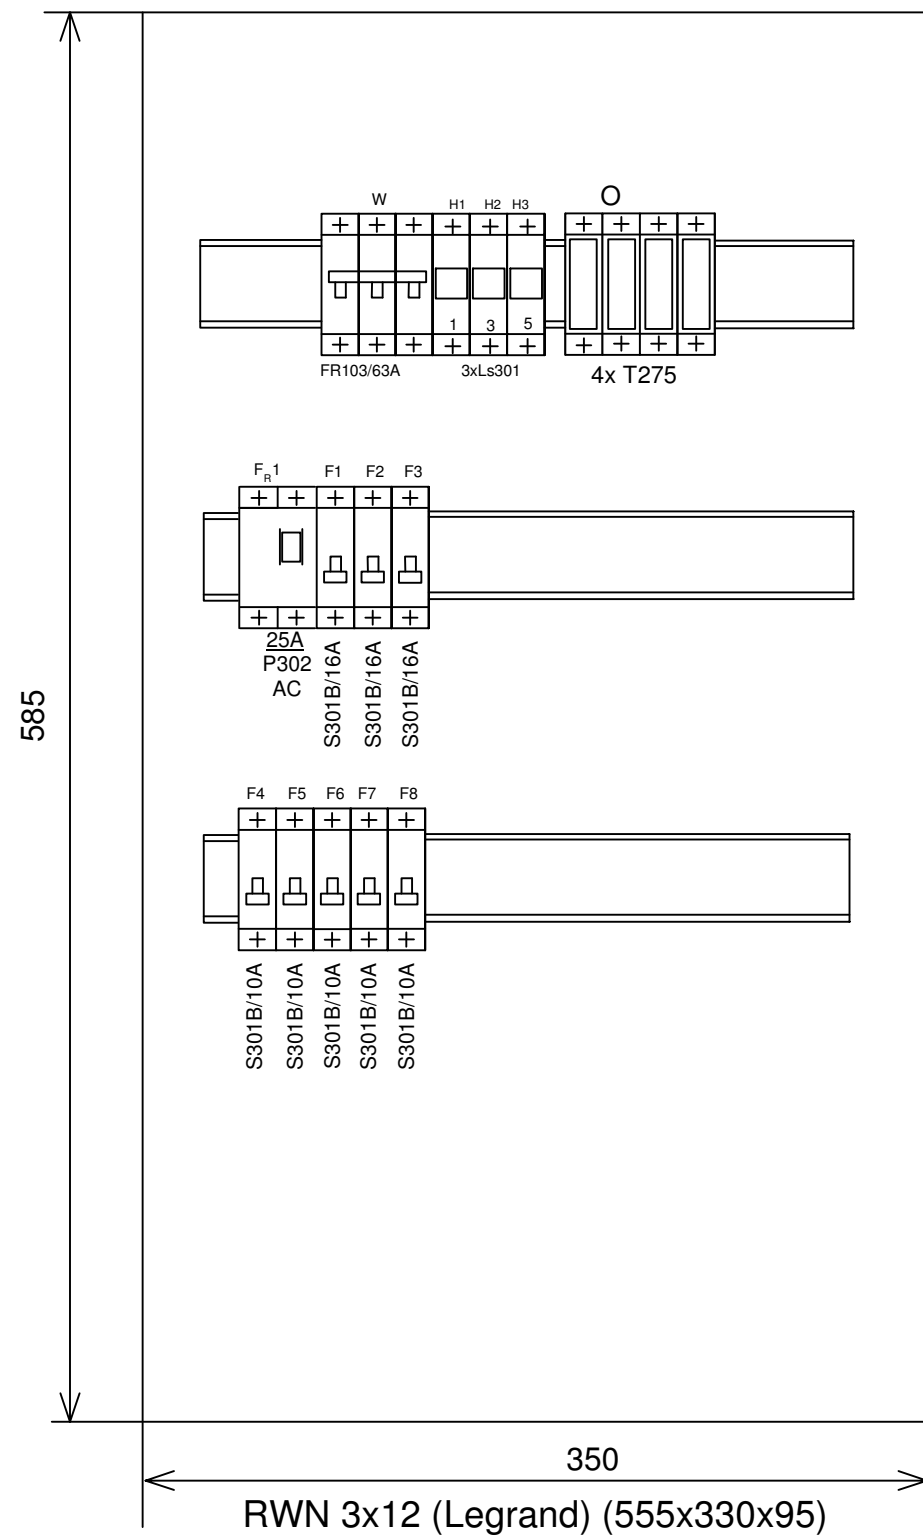 W H1 H2 H3 O
1 3 5
FR103/63A 3xLs301 4x T275
FR1 F1 F2 F3
25A
P302
AC
S301B/16A
S301B/16A
S301B/16A
585
F4 F5 F6 F7 F8
S301B/10A
S301B/10A
S301B/10A
S301B/10A
S301B/10A
350
RWN 3x12 (Legrand) (555x330x95)